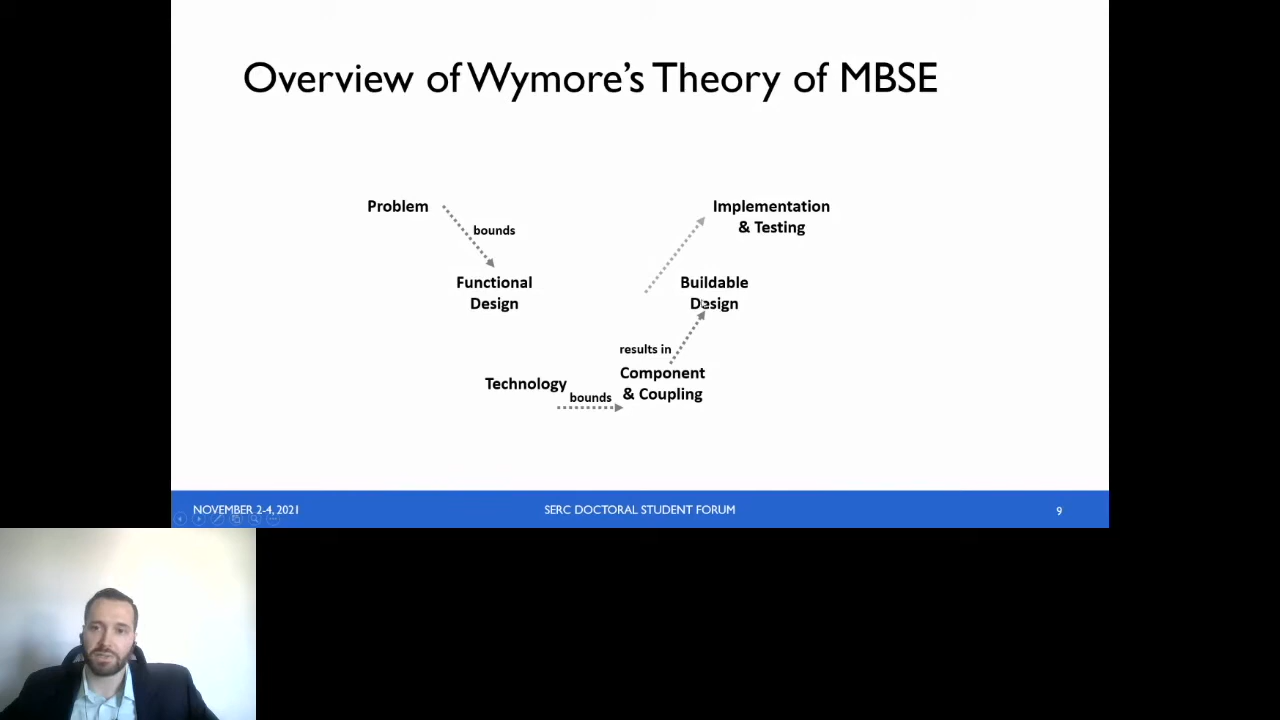 Overview of Wymore's Theory of MBSE
Problem
bounds
Functional
Design
Technology
bounds
Component
& Coupling
results in
Buildable
Design
Implementation
& Testing
NOVEMBER 2-4, 2021
SERC DOCTORAL STUDENT FORUM
9